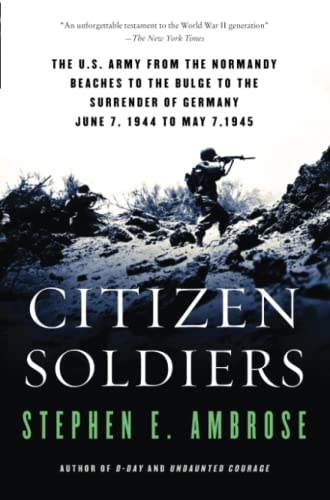 "An unforgettable testament to the World War II generation"
—The New York Times
THE U.S. ARMY FROM THE NORMANDY
BEACHES TO THE BULGE TO THE
SURRENDER OF GERMANY
JUNE 7, 1944 TO MAY 7,1945
CITIZEN
SOLDIERS
STEPHEN E. AMBROSE
AUTHOR OF D-DAY AND UNDAUNTED COURAGE